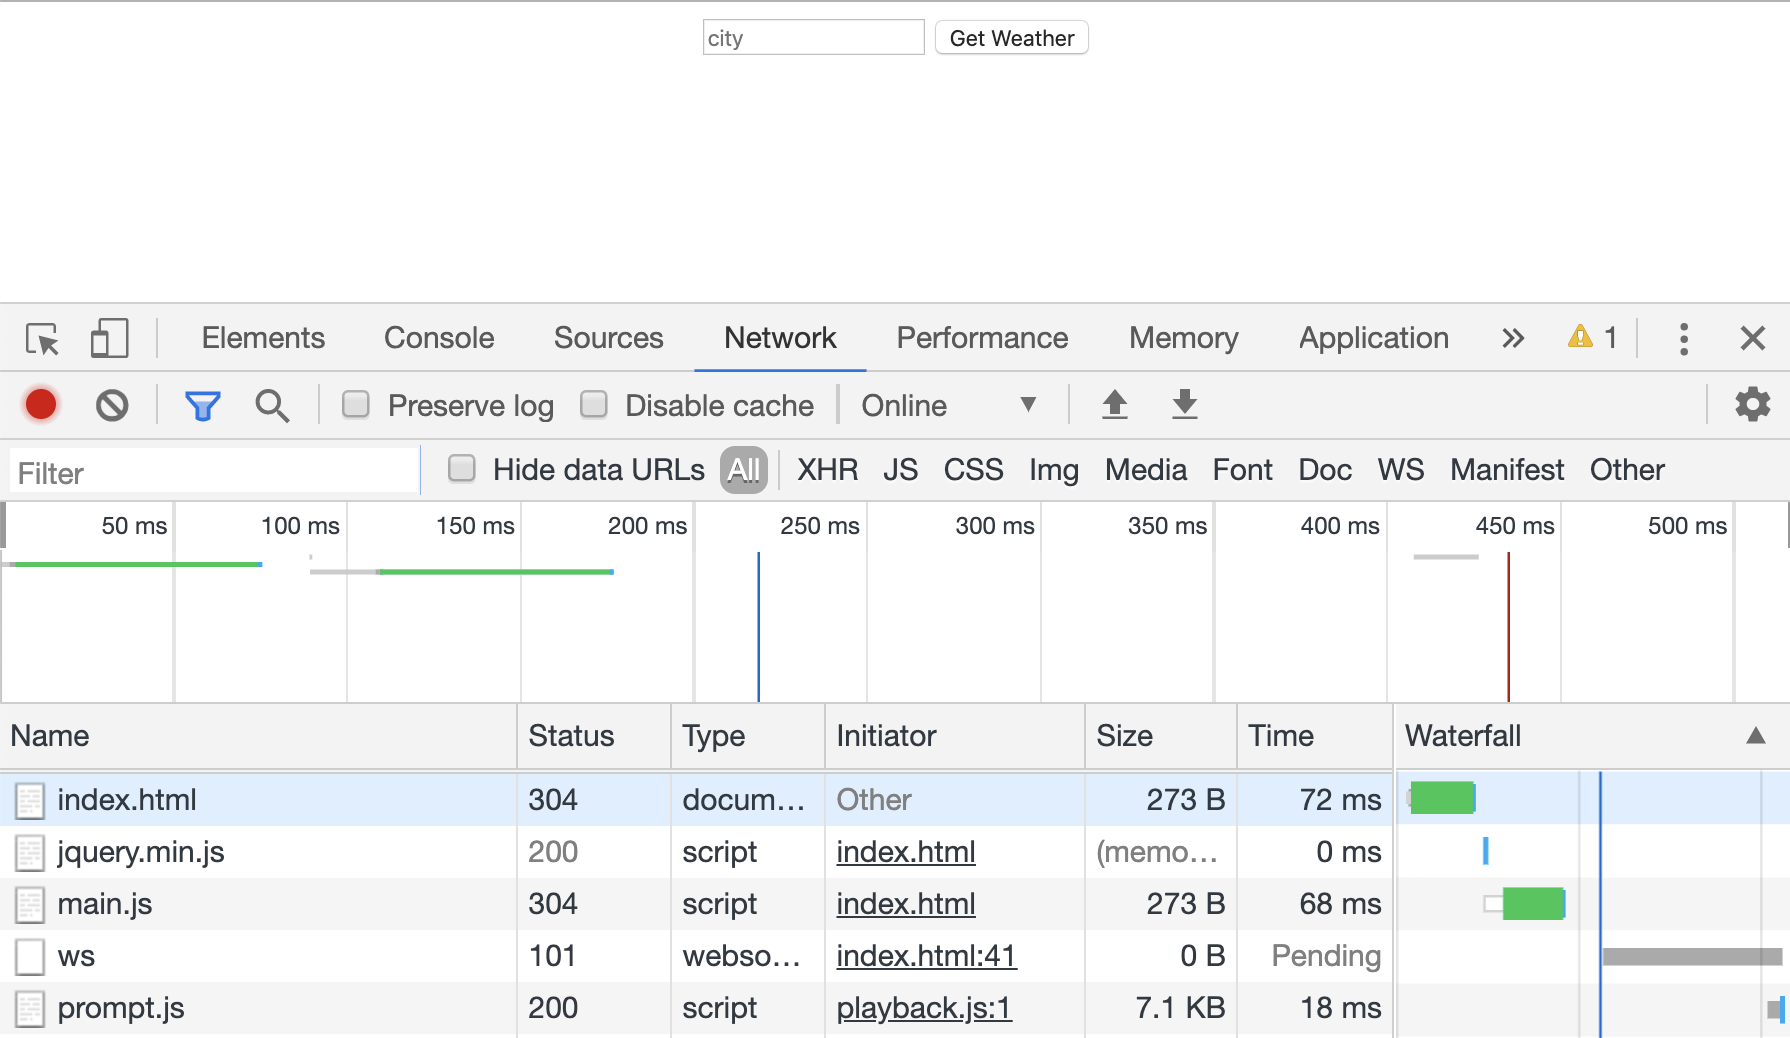 city Get Weather
Elements Console Sources Network Performance Memory Application » 1
Preserve log Disable cache Online
Filter Hide data URLs All XHR JS CSS Img Media Font Doc WS Manifest Other
50 ms 100 ms 150 ms 200 ms 250 ms 300 ms 350 ms 400 ms 450 ms 500 ms
Name Status Type Initiator Size Time Waterfall
index.html 304 docum... Other 273 B 72 ms
jquery.min.js 200 script index.html (memo... 0 ms
main.js 304 script index.html 273 B 68 ms
ws 101 webso... index.html:41 0 B Pending
prompt.js 200 script playback.js:1 7.1 KB 18 ms